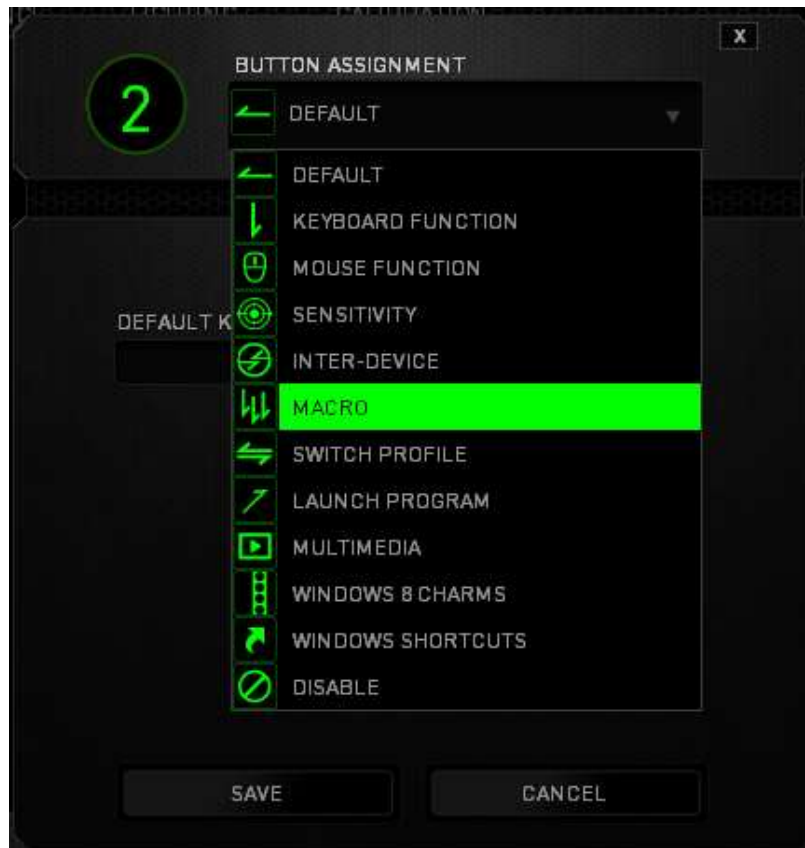 X
BUTTON ASSIGNMENT
2
DEFAULT
DEFAULT
KEYBOARD FUNCTION
MOUSE FUNCTION
DEFAULT K
SENSITIVITY
INTER-DEVICE
MACRO
SWITCH PROFILE
LAUNCH PROGRAM
MULTIMEDIA
WINDOWS 8 CHARMS
WINDOWS SHORTCUTS
DISABLE
SAVE
CANCEL